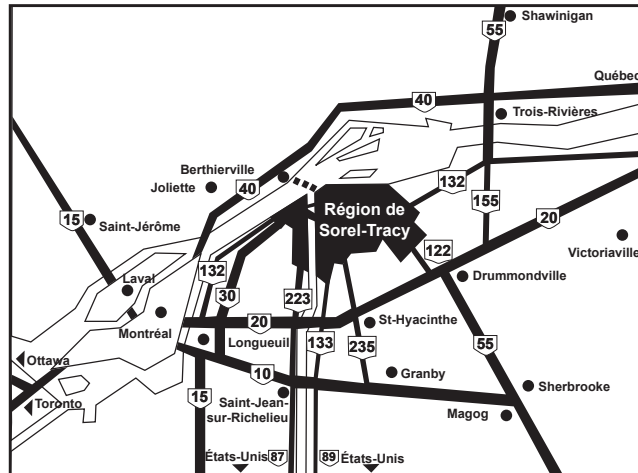 Shawinigan
55
Québec
40
Trois-Rivières
Berthierville
Joliette
40
132
15
Saint-Jérôme
155
20
Région de
Sorel-Tracy
122
Victoriaville
132
Laval
30
223
Drummondville
Montréal
20
St-Hyacinthe
Longueuil
133
235
55
Ottawa
10
Granby
15
Saint-Jean-
sur-Richelieu
Sherbrooke
Toronto
Magog
États-Unis
87
89
États-Unis